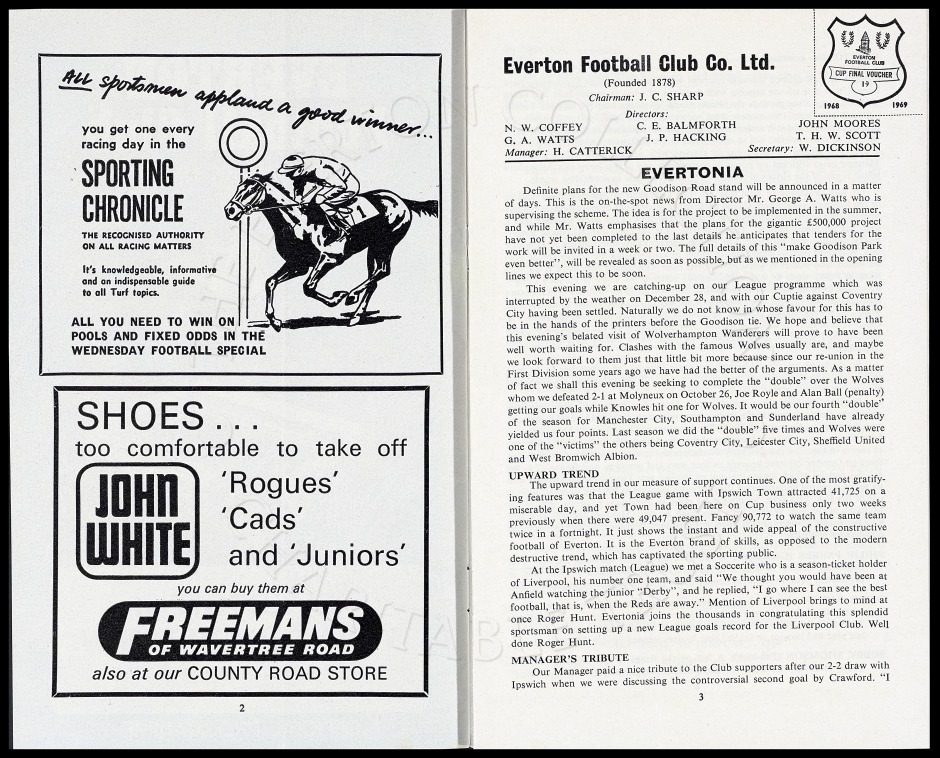 ALL sportsmen applaud a good winner...
you get one every
racing day in the
SPORTING
CHRONICLE
THE RECOGNISED AUTHORITY
ON ALL RACING MATTERS
It's knowledgeable, informative
and an indispensable guide
to all Turf topics.
ALL YOU NEED TO WIN ON
POOLS AND FIXED ODDS IN THE
WEDNESDAY FOOTBALL SPECIAL
1
SHOES...
too comfortable to take off
JOHN
WHITE
'Rogues'
'Cads'
and 'Juniors'
you can buy them at
FREEMANS
OF WAVERTREE ROAD
also at our COUNTY ROAD STORE
2
Everton Football Club Co. Ltd.
(Founded 1878)
Chairman: J. C. SHARP
Directors:
N. W. COFFEY C. E. BALMFORTH JOHN MOORES
G. A. WATTS J. P. HACKING T. H. W. SCOTT
Manager: H. CATTERICK Secretary: W. DICKINSON
EVERTON
FOOTBALL CLUB
CUP FINAL VOUCHER
19
1968 1969
EVERTONIA
Definite plans for the new Goodison Road stand will be announced in a matter
of days. This is the on-the-spot news from Director Mr. George A. Watts who is
supervising the scheme. The idea is for the project to be implemented in the summer,
and while Mr. Watts emphasises that the plans for the gigantic £500,000 project
have not yet been completed to the last details he anticipates that tenders for the
work will be invited in a week or two. The full details of this "make Goodison Park
even better", will be revealed as soon as possible, but as we mentioned in the opening
lines we expect this to be soon.
This evening we are catching-up on our League programme which was
interrupted by the weather on December 28, and with our Cuptie against Coventry
City having been settled. Naturally we do not know in whose favour for this has to
be in the hands of the printers before the Goodison tie. We hope and believe that
this evening's belated visit of Wolverhampton Wanderers will prove to have been
well worth waiting for. Clashes with the famous Wolves usually are, and maybe
we look forward to them just that little bit more because since our re-union in the
First Division some years ago we have had the better of the arguments. As a matter
of fact we shall this evening be seeking to complete the "double" over the Wolves
whom we defeated 2-1 at Molyneux on October 26, Joe Royle and Alan Ball (penalty)
getting our goals while Knowles hit one for Wolves. It would be our fourth "double"
of the season for Manchester City, Southampton and Sunderland have already
yielded us four points. Last season we did the "double" five times and Wolves were
one of the "victims" the others being Coventry City, Leicester City, Sheffield United
and West Bromwich Albion.
UPWARD TREND
The upward trend in our measure of support continues. One of the most gratify-
ing features was that the League game with Ipswich Town attracted 41,725 on a
miserable day, and yet Town had been here on Cup business only two weeks
previously when there were 49,047 present. Fancy 90,772 to watch the same team
twice in a fortnight. It just shows the instant and wide appeal of the constructive
football of Everton. It is the Everton brand of skills, as opposed to the modern
destructive trend, which has captivated the sporting public.
At the Ipswich match (League) we met a Soccerite who is a season-ticket holder
of Liverpool, his number one team, and said "We thought you would have been at
Anfield watching the junior "Derby", and he replied, "I go where I can see the best
football, that is, when the Reds are away." Mention of Liverpool brings to mind at
once Roger Hunt. Evertonia joins the thousands in congratulating this splendid
sportsman on setting up a new League goals record for the Liverpool Club. Well
done Roger Hunt.
MANAGER'S TRIBUTE
Our Manager paid a nice tribute to the Club supporters after our 2-2 draw with
Ipswich when we were discussing the controversial second goal by Crawford. "I
3